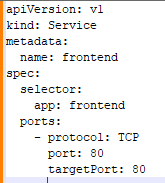 apiVersion: v1
kind: Service
metadata:
  name: frontend
spec:
  selector:
    app: frontend
  ports:
    - protocol: TCP
      port: 80
      targetPort: 80